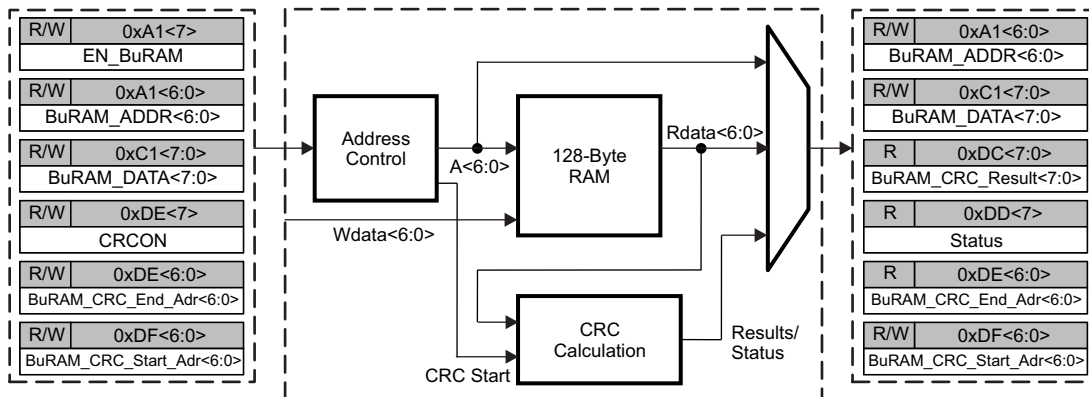 R/W 0xA1<7>
EN_BuRAM
R/W 0xA1<6:0>
BuRAM_ADDR<6:0>
R/W 0xC1<7:0>
BuRAM_DATA<7:0>
R/W 0xDE<7>
CRCON
R/W 0xDE<6:0>
BuRAM_CRC_End_Adr<6:0>
R/W 0xDF<6:0>
BuRAM_CRC_Start_Adr<6:0>
Address
Control
A<6:0>
Wdata<6:0>
128-Byte
RAM
Rdata<6:0>
CRC
Calculation
CRC Start
Results/
Status
R/W 0xA1<6:0>
BuRAM_ADDR<6:0>
R/W 0xC1<7:0>
BuRAM_DATA<7:0>
R 0xDC<7:0>
BuRAM_CRC_Result<7:0>
R 0xDD<7>
Status
R 0xDE<6:0>
BuRAM_CRC_End_Adr<6:0>
R/W 0xDF<6:0>
BuRAM_CRC_Start_Adr<6:0>